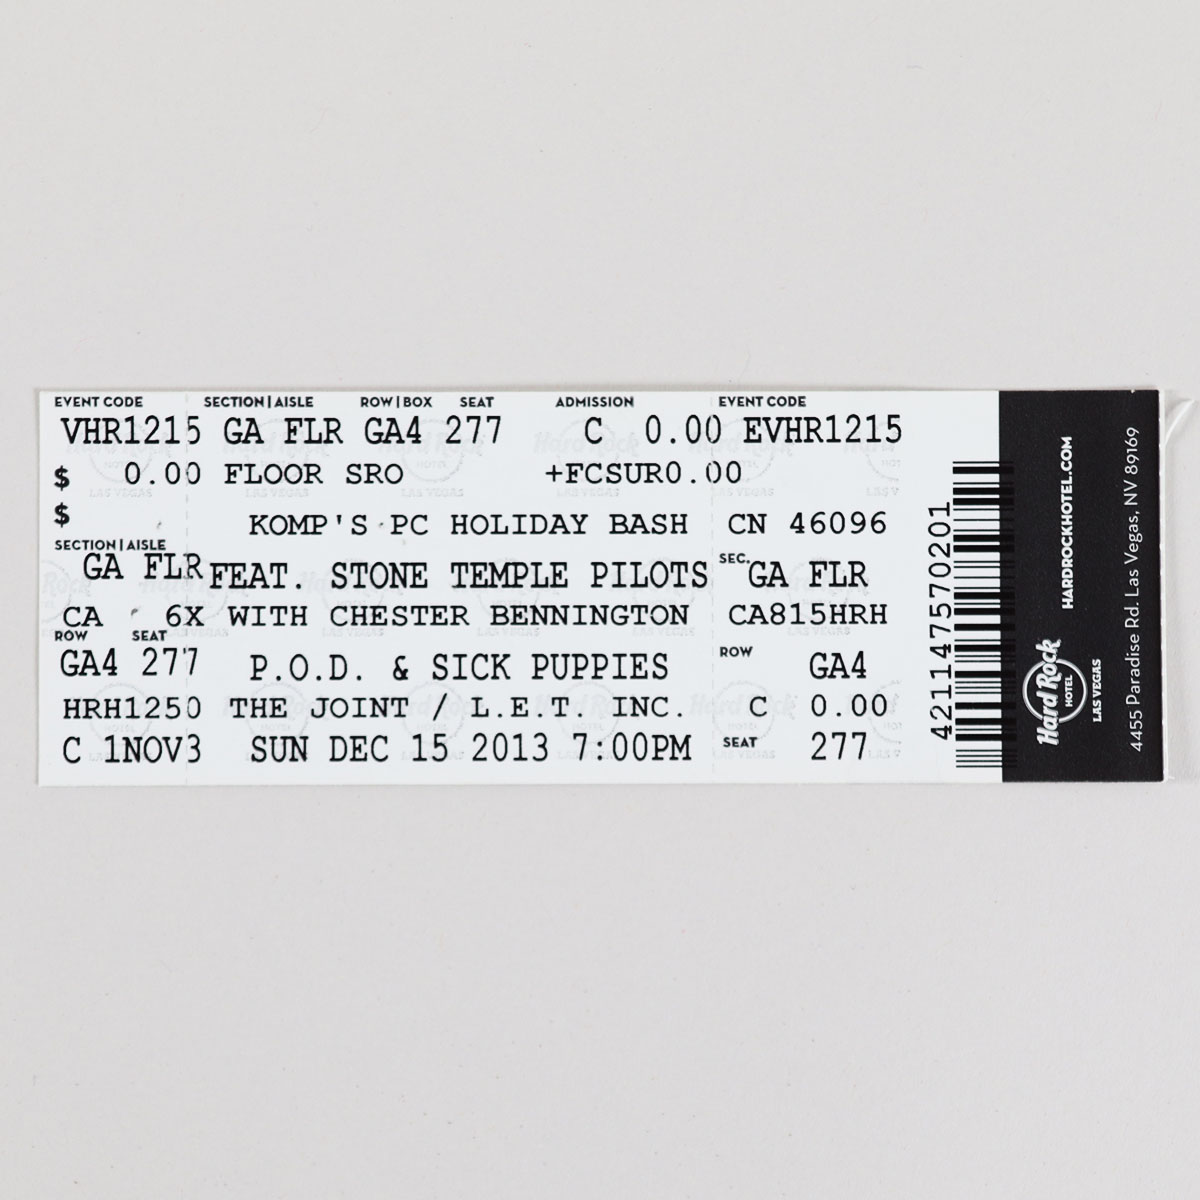 EVENT CODE SECTION|AISLE ROW|BOX SEAT ADMISSION EVENT CODE
VHR1215 GA FLR GA4 277 C 0.00 EVHR1215
$ 0.00 FLOOR SRO +FCSUR0.00
$ KOMP'S PC HOLIDAY BASH CN 46096
SECTION|AISLE SEC.
GA FLR FEAT. STONE TEMPLE PILOTS GA FLR
CA 6X WITH CHESTER BENNINGTON CA815HRH
ROW SEAT ROW
GA4 277 P.O.D. & SICK PUPPIES GA4
HRH1250 THE JOINT / L.E.T. INC. C 0.00
C 1NOV3 SUN DEC 15 2013 7:00PM SEAT 277
421147570201
Hard Rock
HOTEL
LAS VEGAS
HARDROCKHOTEL.COM
4455 Paradise Rd. Las Vegas, NV 89169